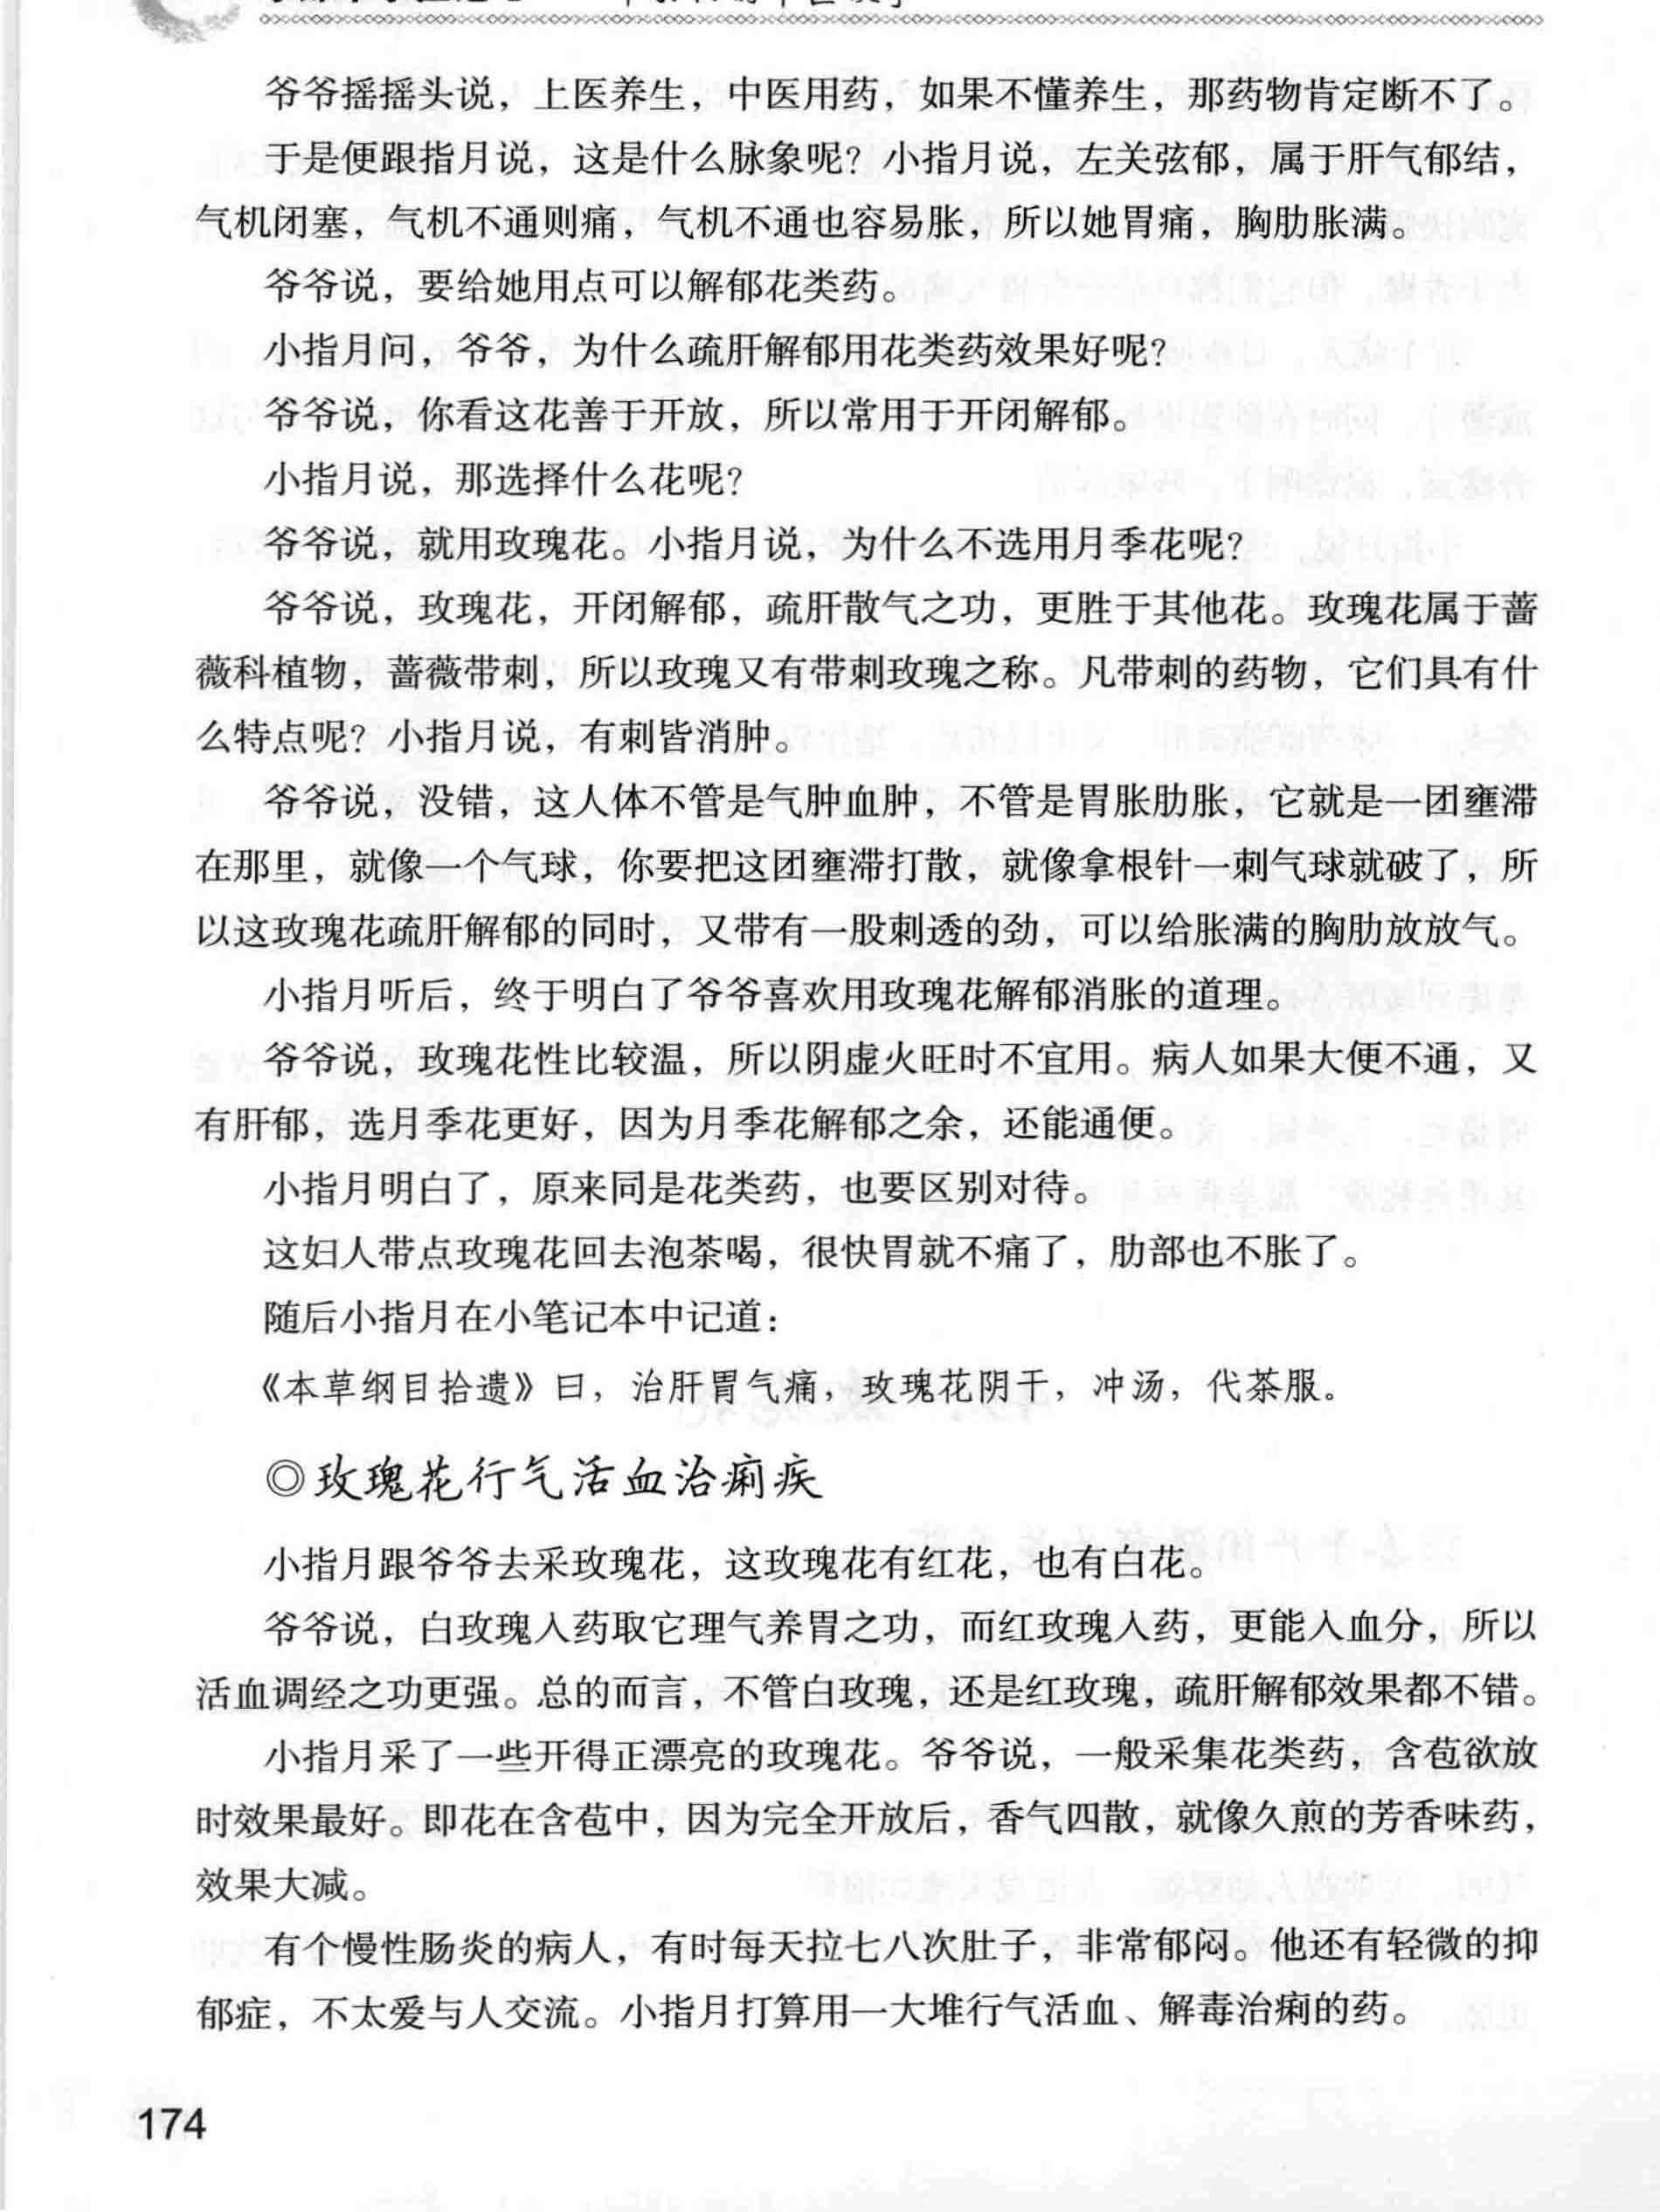 爷爷摇摇头说，上医养生，中医用药，如果不懂养生，那药物肯定断不了。
于是便跟指月说，这是什么脉象呢？小指月说，左关弦郁，属于肝气郁结，
气机闭塞，气机不通则痛，气机不通也容易胀，所以她胃痛，胸肋胀满。
爷爷说，要给她用点可以解郁花类药。
小指月问，爷爷，为什么疏肝解郁用花类药效果好呢？
爷爷说，你看这花善于开放，所以常用于开闭解郁。
小指月说，那选择什么花呢？
爷爷说，就用玫瑰花。小指月说，为什么不选用月季花呢？
爷爷说，玫瑰花，开闭解郁，疏肝散气之功，更胜于其他花。玫瑰花属于蔷
薇科植物，蔷薇带刺，所以玫瑰又有带刺玫瑰之称。凡带刺的药物，它们具有什
么特点呢？小指月说，有刺皆消肿。
爷爷说，没错，这人体不管是气肿血肿，不管是胃胀肋胀，它就是一团壅滞
在那里，就像一个气球，你要把这团壅滞打散，就像拿根针一刺气球就破了，所
以这玫瑰花疏肝解郁的同时，又带有一股刺透的劲，可以给胀满的胸肋放放气。
小指月听后，终于明白了爷爷喜欢用玫瑰花解郁消胀的道理。
爷爷说，玫瑰花性比较温，所以阴虚火旺时不宜用。病人如果大便不通，又
有肝郁，选月季花更好，因为月季花解郁之余，还能通便。
小指月明白了，原来同是花类药，也要区别对待。
这妇人带点玫瑰花回去泡茶喝，很快胃就不痛了，肋部也不胀了。
随后小指月在小笔记本中记道：
《本草纲目拾遗》曰，治肝胃气痛，玫瑰花阴干，冲汤，代茶服。
◎玫瑰花行气活血治痢疾
小指月跟爷爷去采玫瑰花，这玫瑰花有红花，也有白花。
爷爷说，白玫瑰入药取它理气养胃之功，而红玫瑰入药，更能入血分，所以
活血调经之功更强。总的而言，不管白玫瑰，还是红玫瑰，疏肝解郁效果都不错。
小指月采了一些开得正漂亮的玫瑰花。爷爷说，一般采集花类药，含苞欲放
时效果最好。即花在含苞中，因为完全开放后，香气四散，就像久煎的芳香味药，
效果大减。
有个慢性肠炎的病人，有时每天拉七八次肚子，非常郁闷。他还有轻微的抑
郁症，不太爱与人交流。小指月打算用一大堆行气活血、解毒治痢的药。
174